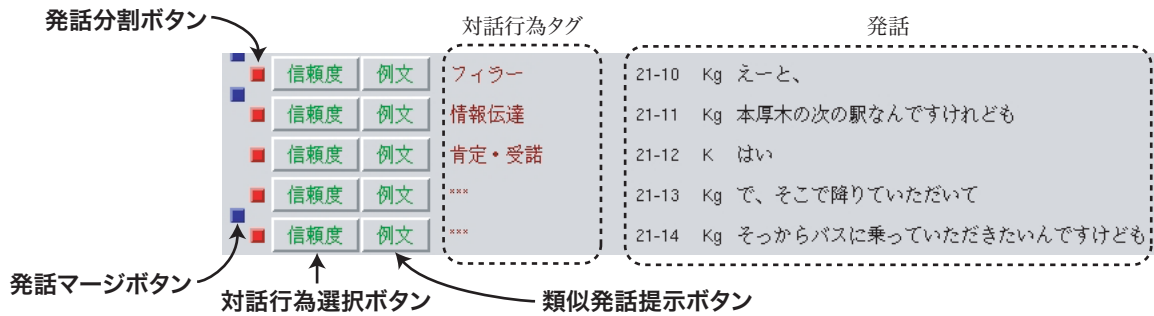 発話分割ボタン
対話行為タグ
発話
信頼度 例文 フィラー 21-10 Kg えーと、
信頼度 例文 情報伝達 21-11 Kg 本厚木の次の駅なんですけれども
信頼度 例文 肯定・受諾 21-12 K はい
信頼度 例文 *** 21-13 Kg で、そこで降りていただいて
信頼度 例文 *** 21-14 Kg そっからバスに乗っていただきたいんですけども
発話マージボタン
対話行為選択ボタン
類似発話提示ボタン